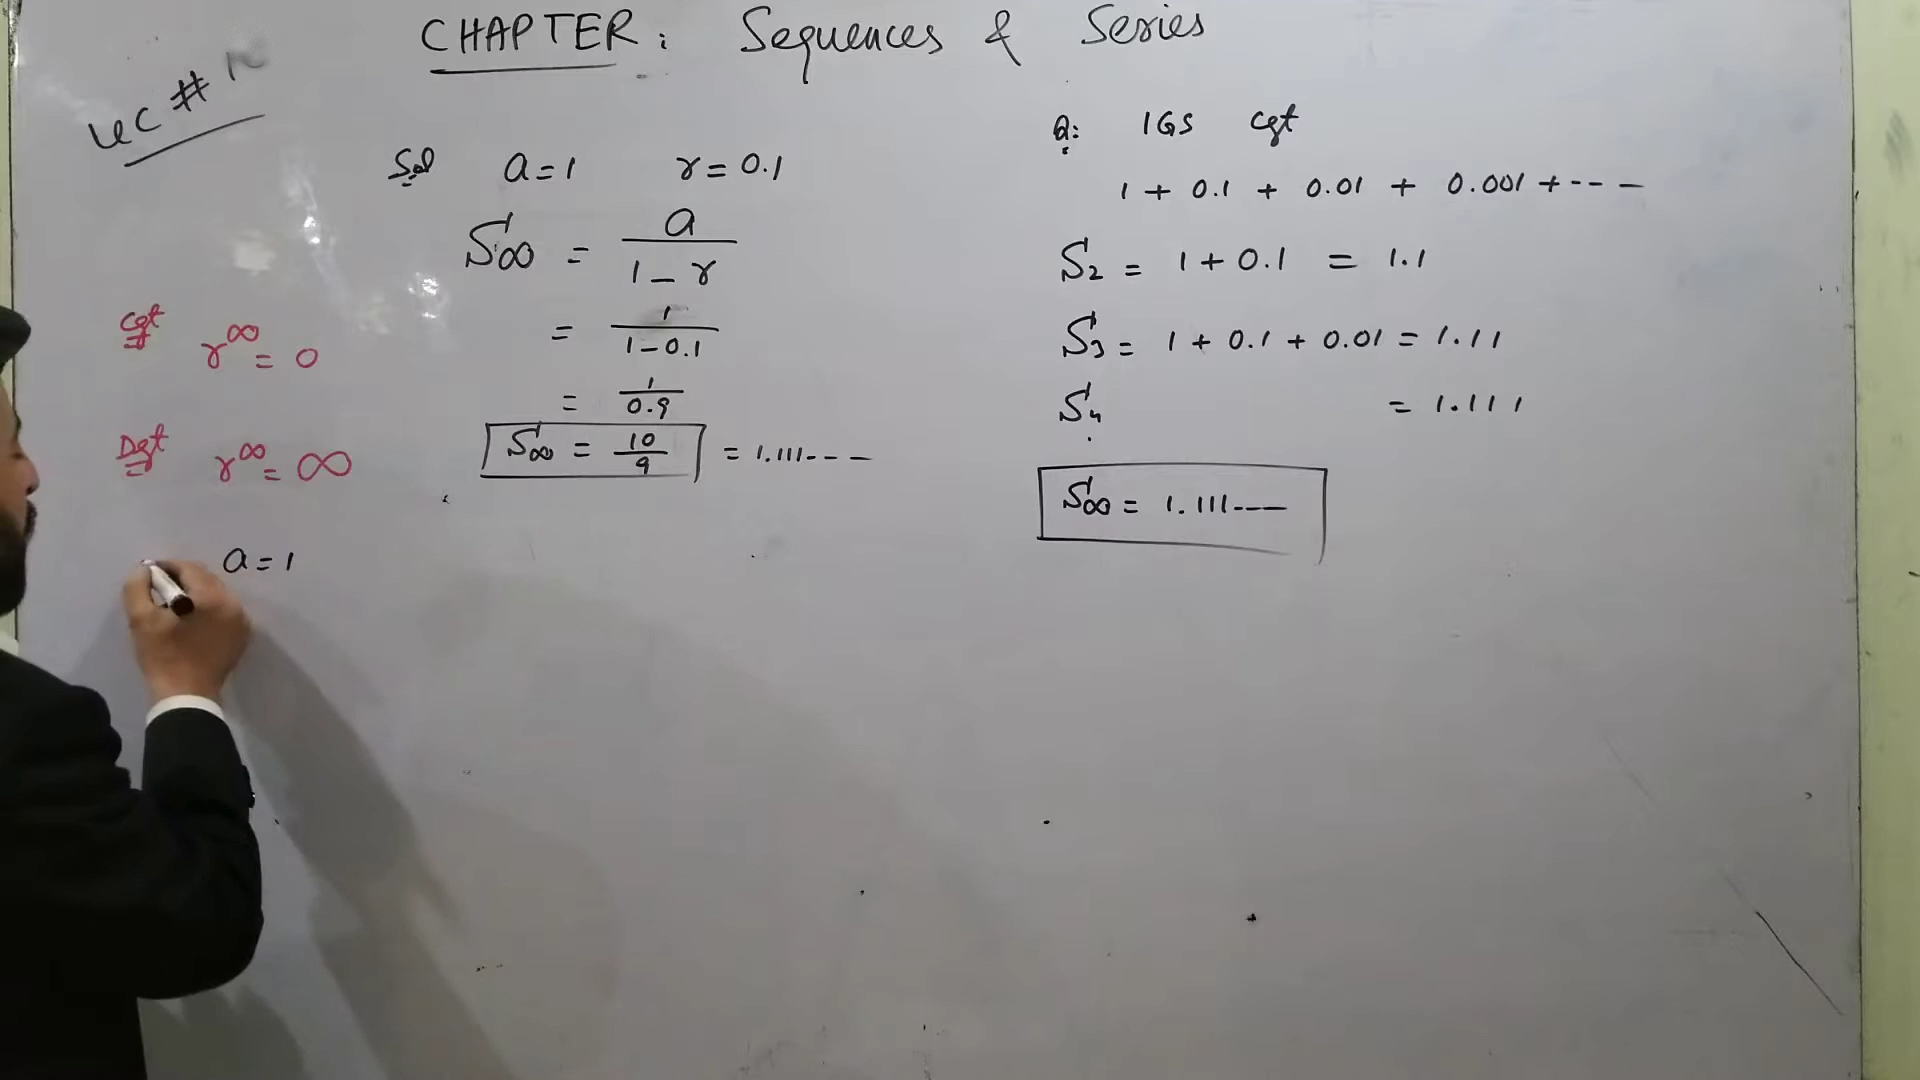 CHAPTER: Sequences & Series
Lec #
Sol a = 1 r = 0.1
S∞ = a / (1 - r)
= 1 / (1 - 0.1)
= 1 / 0.9
S∞ = 10 / 9 = 1.111---
Cgt r^∞ = 0
Dgt r^∞ = ∞
a = 1
Q: IGS Cgt
1 + 0.1 + 0.01 + 0.001 + ---
S2 = 1 + 0.1 = 1.1
S3 = 1 + 0.1 + 0.01 = 1.11
S4 = 1.111
S∞ = 1.111---